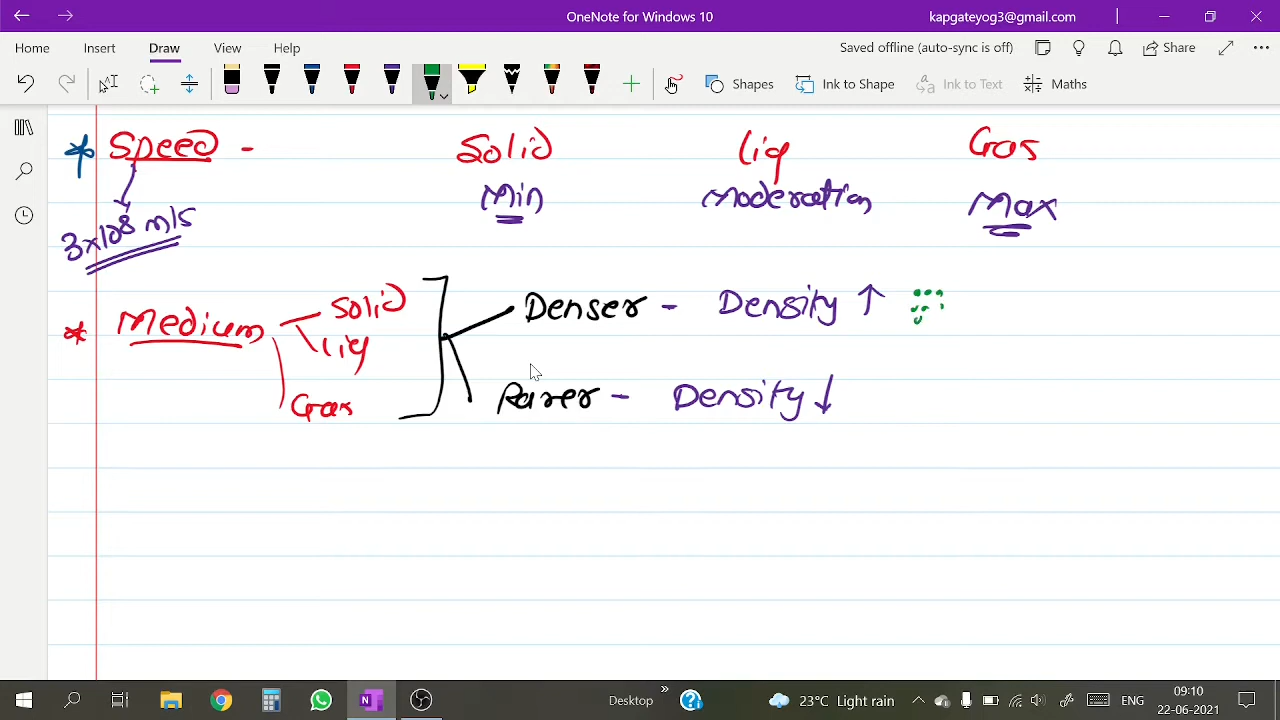 OneNote for Windows 10
kapgateyog3@gmail.com
Home Insert Draw View Help
Saved offline (auto-sync is off) Share
Shapes Ink to Shape Ink to Text Maths
* Speed - Solid Liq Gas
Min Moderation Max
3x108 m/s
* Medium Solid Denser - Density ↑
Liq
Gas Rarer - Density ↓
Desktop 23°C Light rain ENG 09:10
22-06-2021